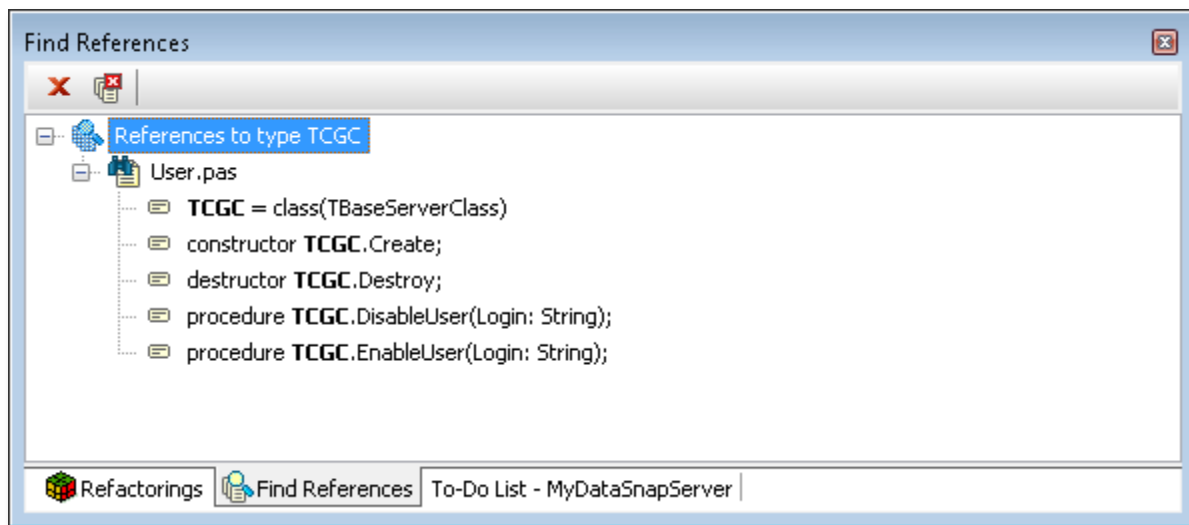 Find References
References to type TCGC
User.pas
TCGC = class(TBaseServerClass)
constructor TCGC.Create;
destructor TCGC.Destroy;
procedure TCGC.DisableUser(Login: String);
procedure TCGC.EnableUser(Login: String);
Refactorings Find References To-Do List - MyDataSnapServer